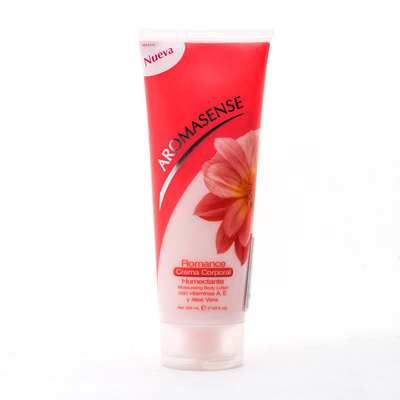 Nueva
AROMASENSE
Romance
Crema Corporal
Humectante
Moisturizing Body Lotion
con vitaminas A, E
y Aloe Vera